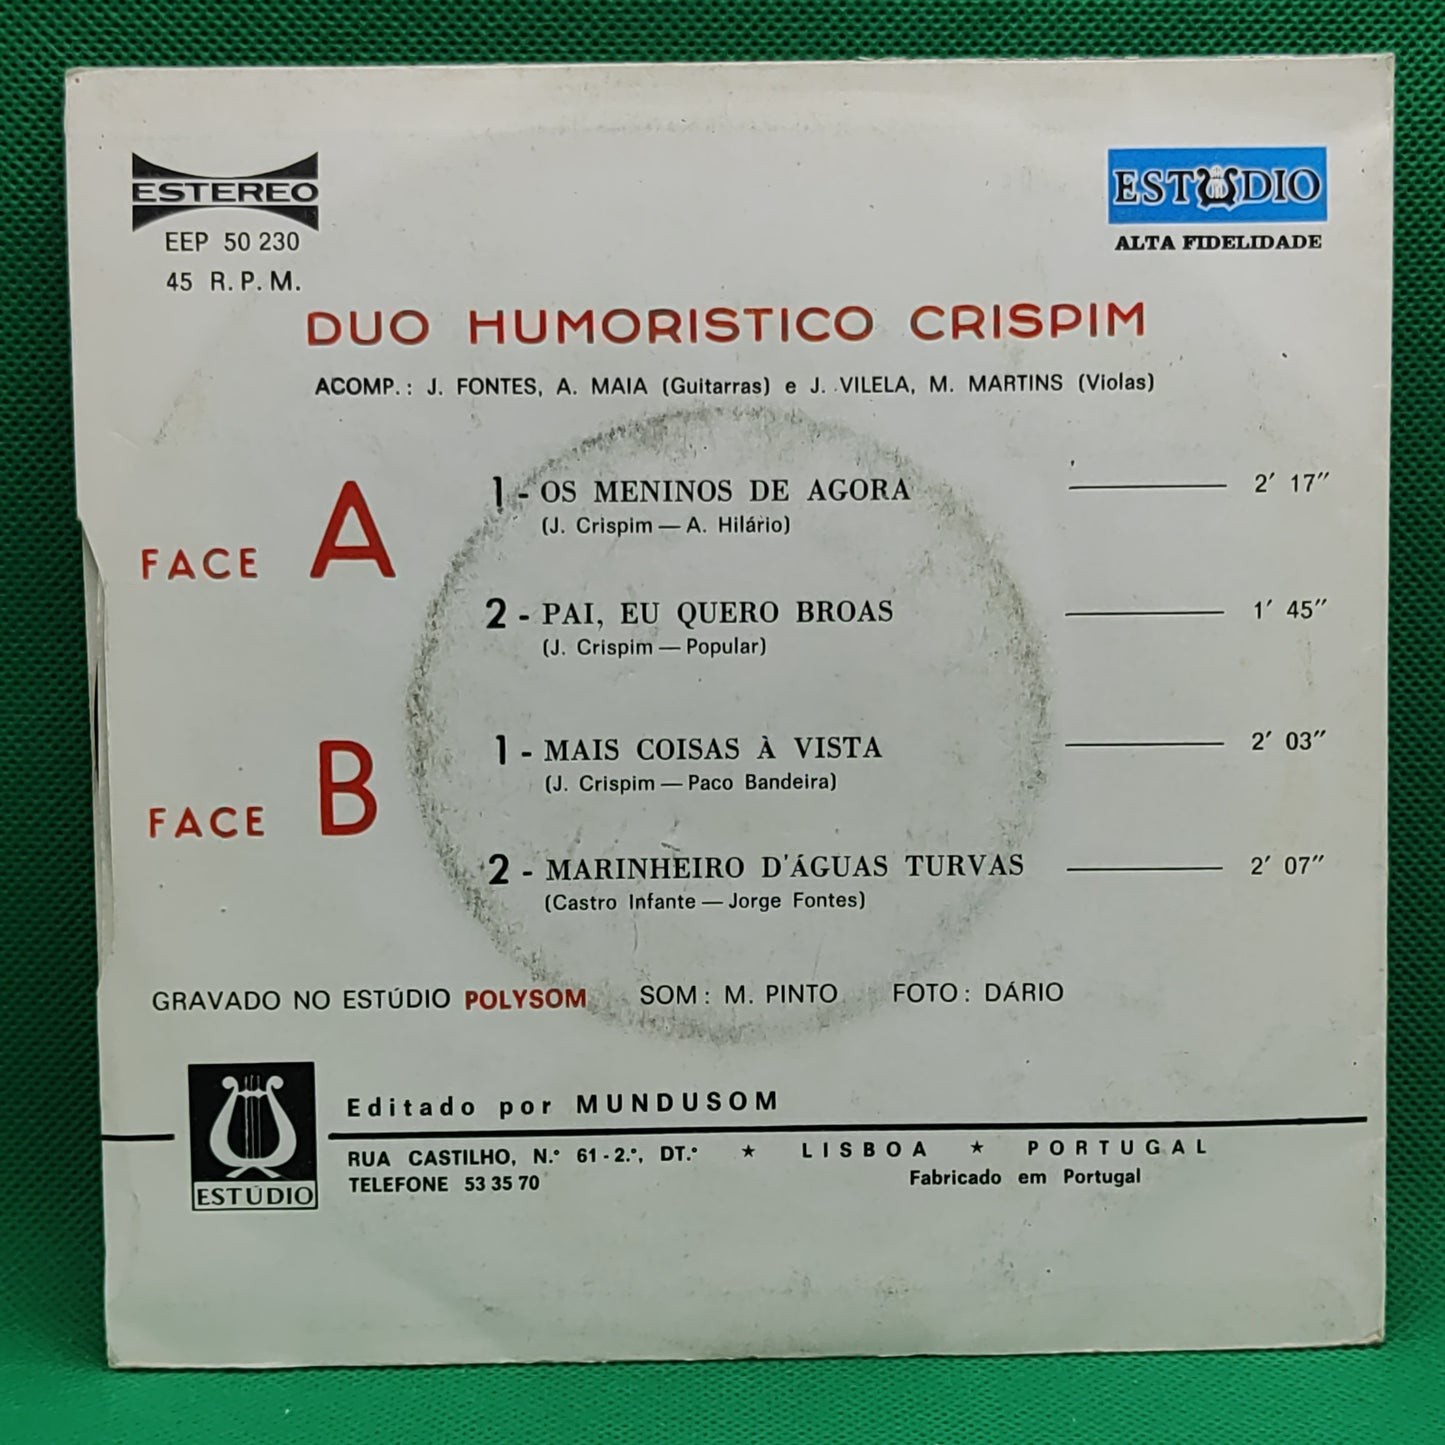 ESTEREO
EEP 50 230
45 R.P.M.
ESTÚDIO
ALTA FIDELIDADE
DUO HUMORISTICO CRISPIM
ACOMP.: J. FONTES, A. MAIA (Guitarras) e J. VILELA, M. MARTINS (Violas)
FACE A
1 - OS MENINOS DE AGORA 2' 17"
(J. Crispim — A. Hilário)
2 - PAI, EU QUERO BROAS 1' 45"
(J. Crispim — Popular)
FACE B
1 - MAIS COISAS À VISTA 2' 03"
(J. Crispim — Paco Bandeira)
2 - MARINHEIRO D'ÁGUAS TURVAS 2' 07"
(Castro Infante — Jorge Fontes)
GRAVADO NO ESTÚDIO POLYSOM SOM: M. PINTO FOTO: DÁRIO
Editado por MUNDUSOM
RUA CASTILHO, N.º 61-2.º, DT.º ★ LISBOA ★ PORTUGAL
TELEFONE 53 35 70 Fabricado em Portugal
ESTÚDIO